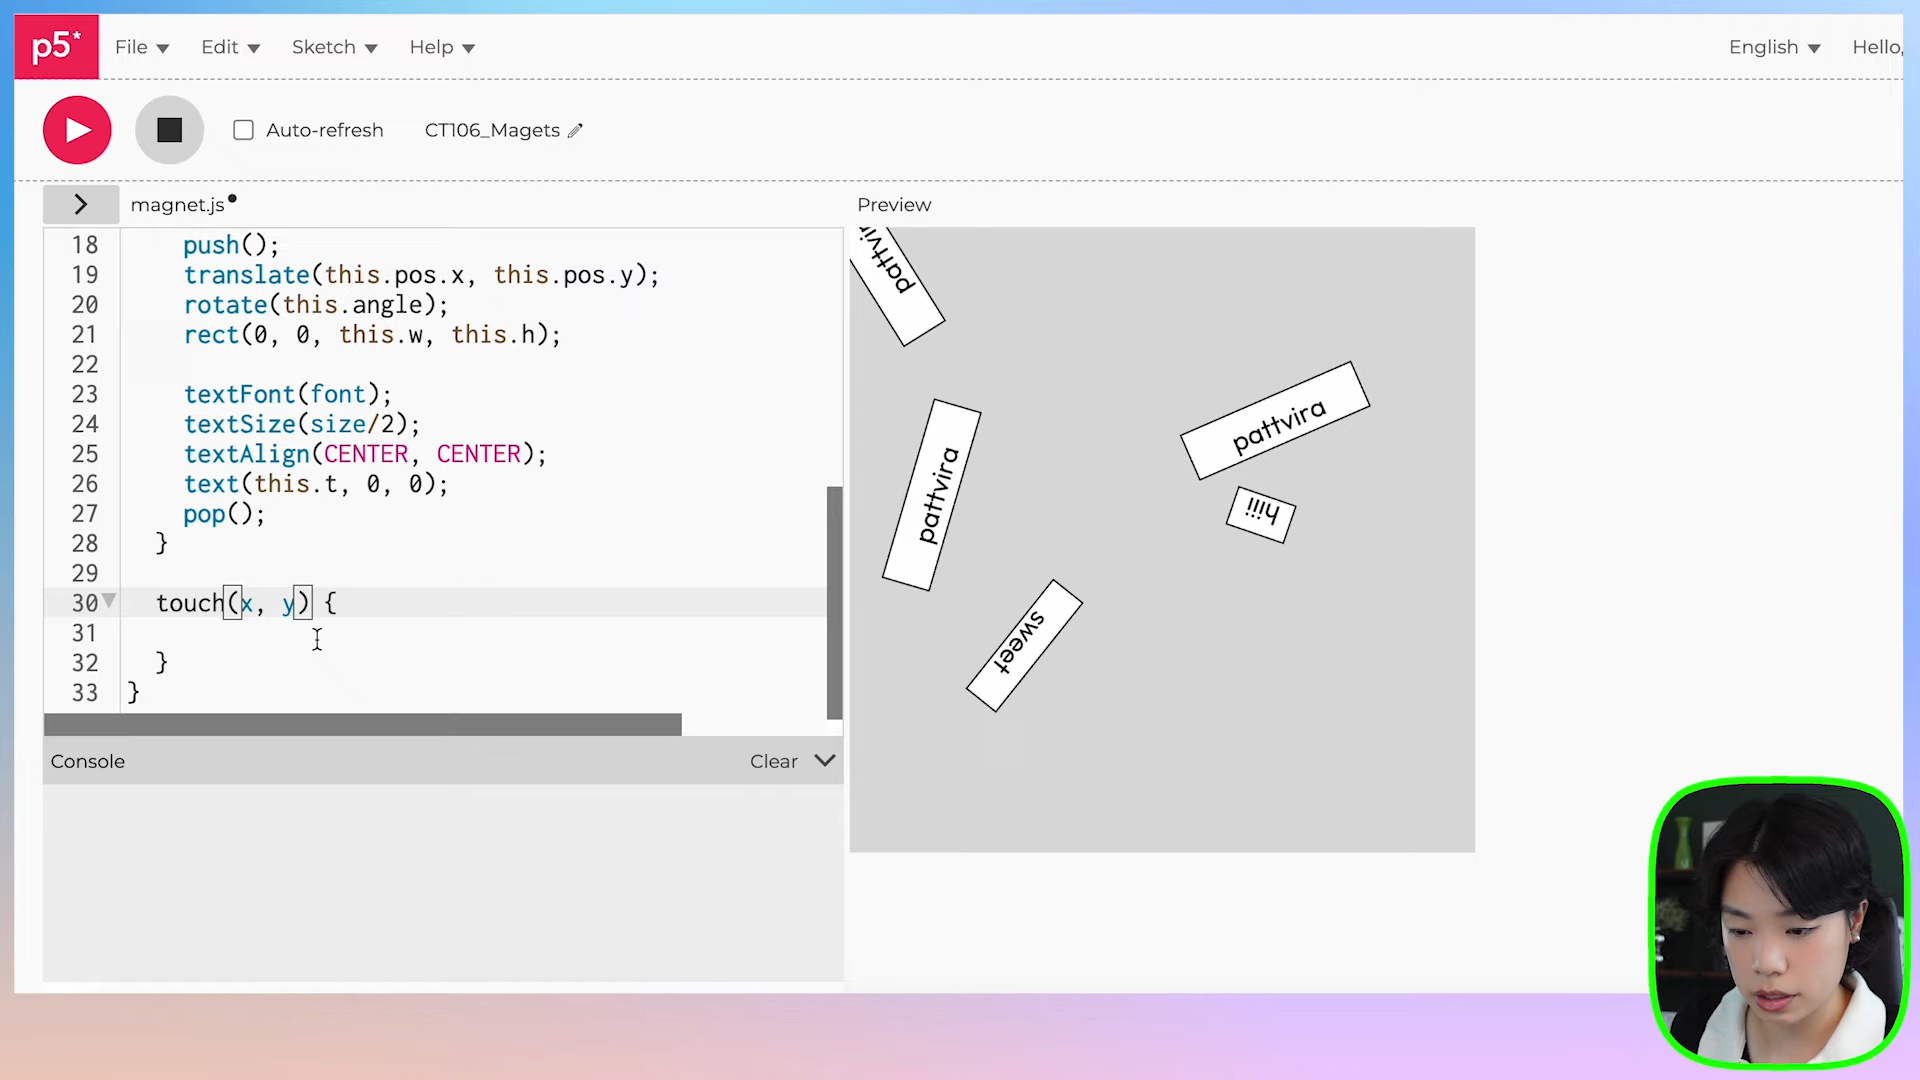 p5*
File
Edit
Sketch
Help
English
Hello,
Auto-refresh
CT106_Magets
magnet.js
Preview
18 push();
19 translate(this.pos.x, this.pos.y);
20 rotate(this.angle);
21 rect(0, 0, this.w, this.h);
22
23 textFont(font);
24 textSize(size/2);
25 textAlign(CENTER, CENTER);
26 text(this.t, 0, 0);
27 pop();
28 }
29
30 touch(x, y) {
31
32 }
33 }
pattvira
pattvira
pattvira
hiii
sweet
Console
Clear